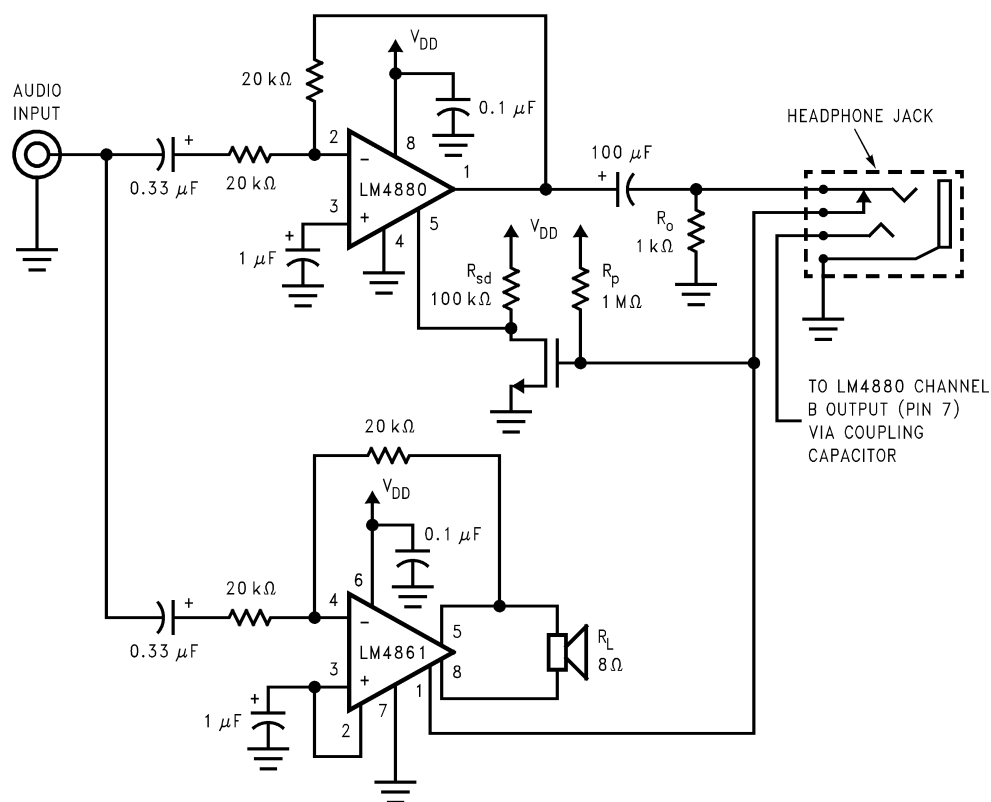 V_DD
20 kΩ
AUDIO
INPUT
0.1 μF
HEADPHONE JACK
2
8
+
−
1
100 μF
0.33 μF
20 kΩ
LM4880
+
3
+
5
4
+
1 μF
R_o
1 kΩ
V_DD
R_sd
100 kΩ
R_p
1 MΩ
TO LM4880 CHANNEL
B OUTPUT (PIN 7)
VIA COUPLING
CAPACITOR
20 kΩ
V_DD
0.1 μF
6
20 kΩ
4
+
−
5
R_L
8Ω
0.33 μF
LM4861
3
+
8
1
+
1 μF
2
7